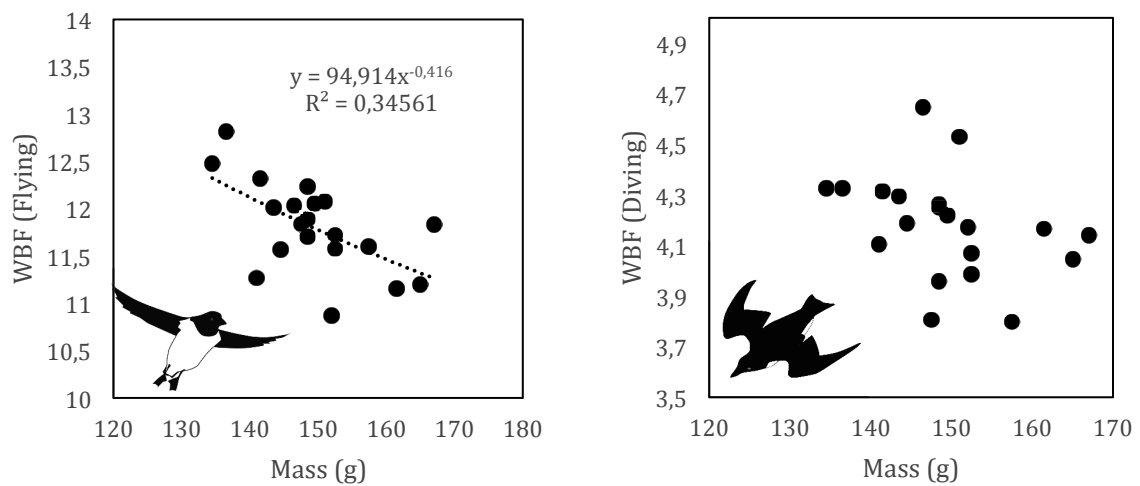 14
13,5
13
12,5
12
11,5
11
10,5
10
WBF (Flying)
y = 94,914x^-0,416
R² = 0,34561
120 130 140 150 160 170 180
Mass (g)
4,9
4,7
4,5
4,3
4,1
3,9
3,7
3,5
WBF (Diving)
120 130 140 150 160 170
Mass (g)